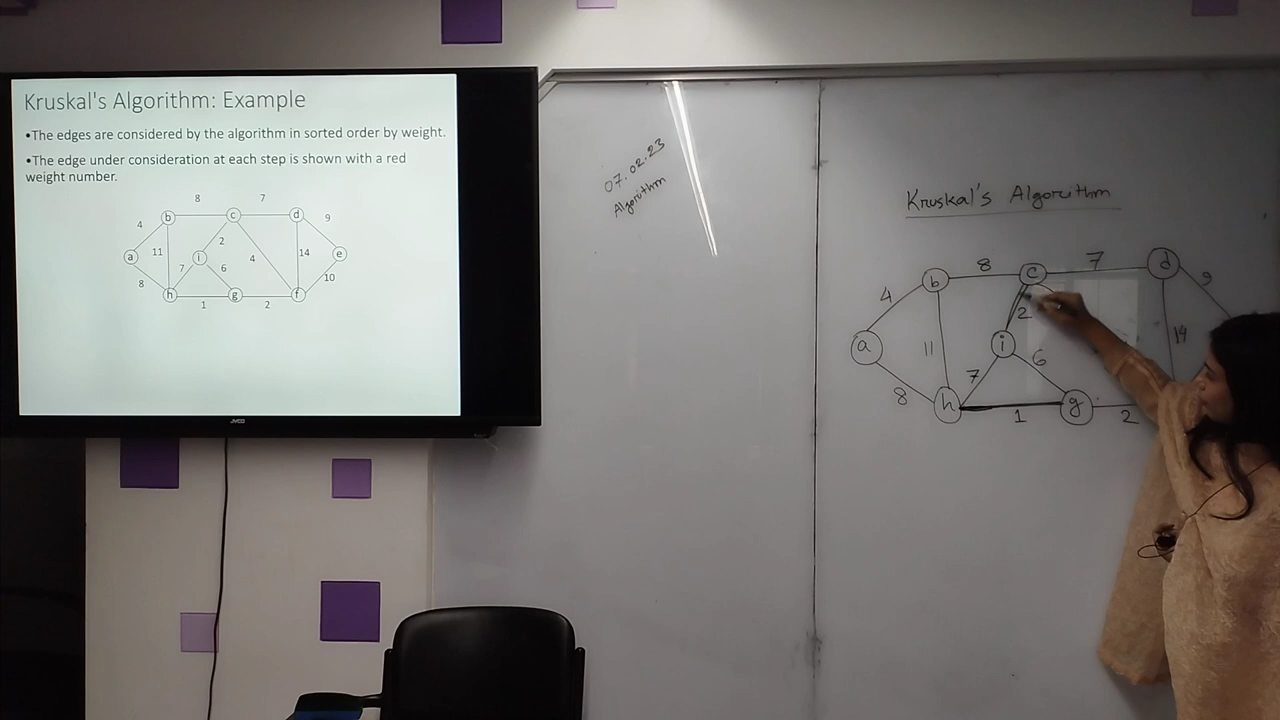 Kruskal's Algorithm: Example
•The edges are considered by the algorithm in sorted order by weight.
•The edge under consideration at each step is shown with a red
weight number.
8 7
b c d
4 9
11 2
a i 4 14 e
7 6
8 10
h g f
1 2
JVCO
07.02.23
Algorithm
Kruskal's Algorithm
8 7
b c d
4 9
2
a 11 i 14
7 6
8
h g
1 2